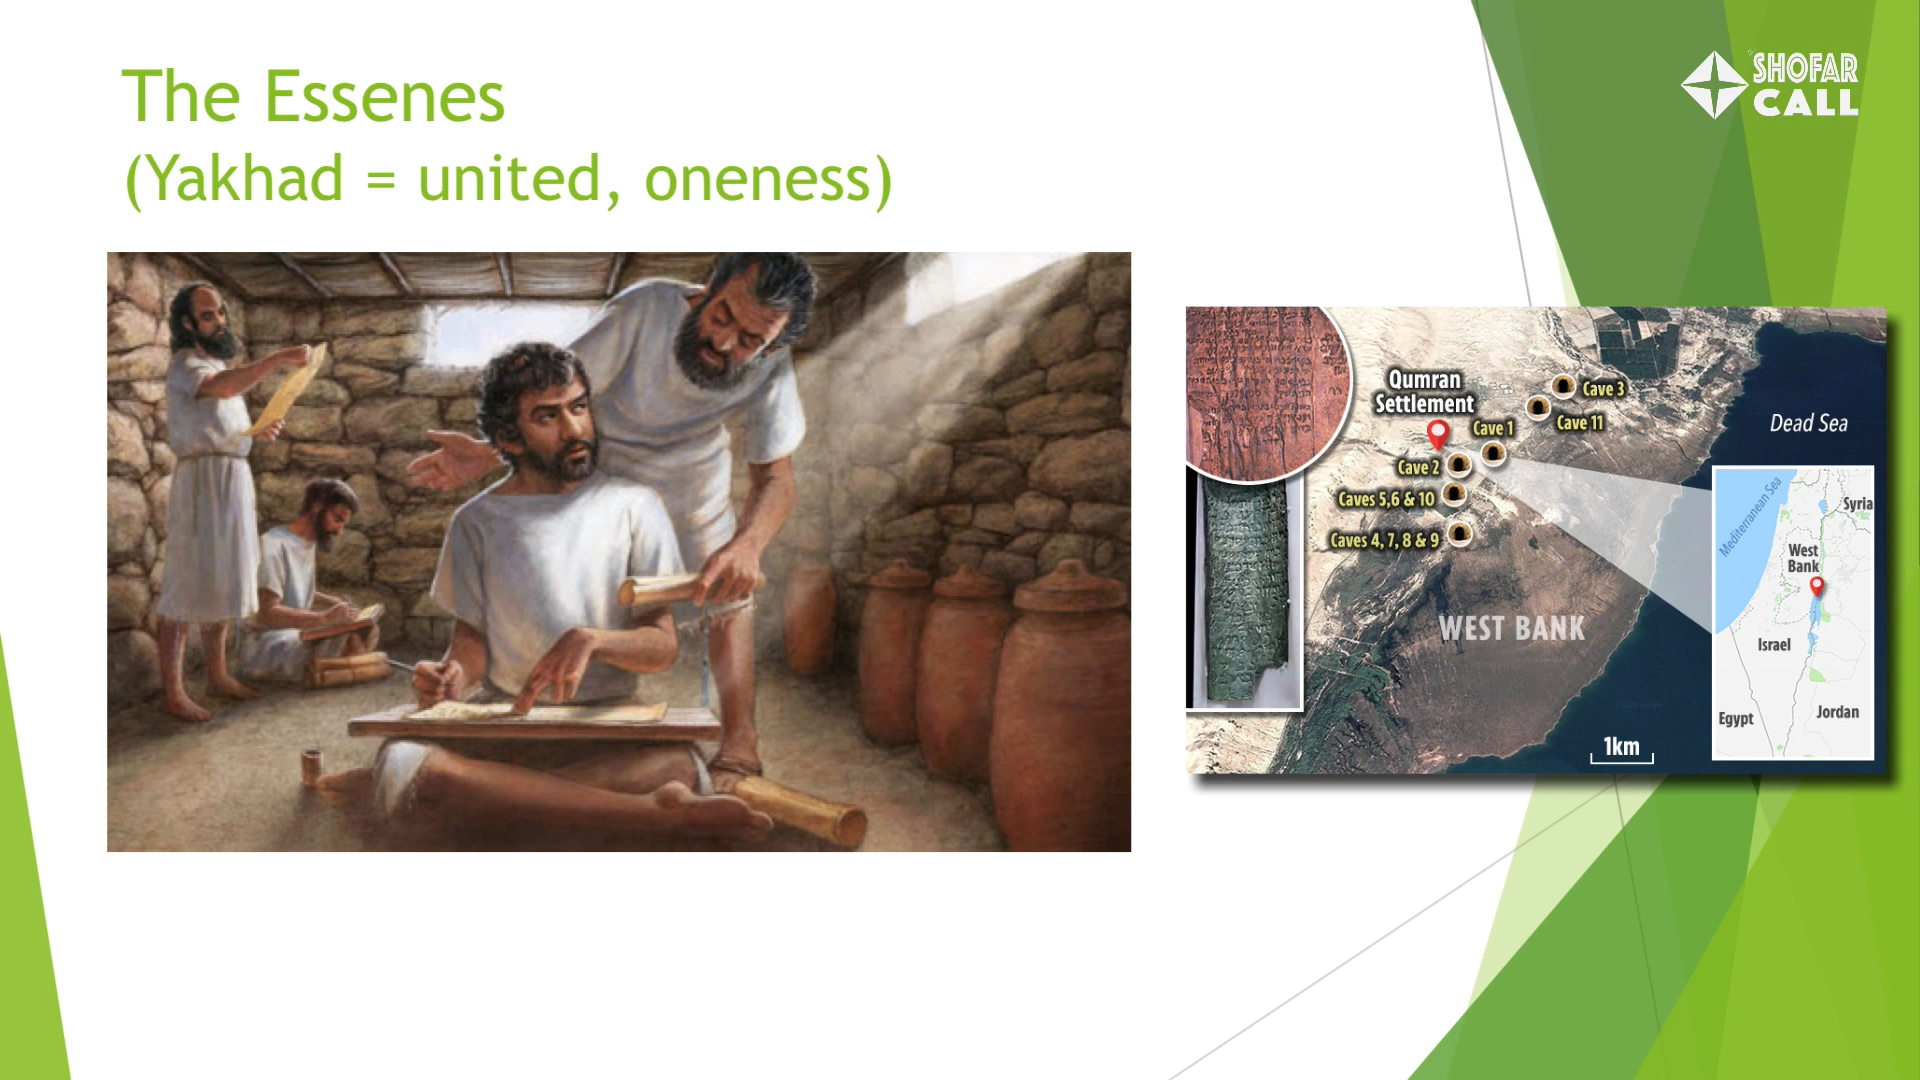 The Essenes
(Yakhad = united, oneness)
SHOFAR
CALL
Qumran
Settlement
Cave 3
Cave 11
Cave 1
Cave 2
Caves 5,6 & 10
Caves 4, 7, 8 & 9
Dead Sea
WEST BANK
1km
Mediterranean Sea
Syria
West
Bank
Israel
Jordan
Egypt